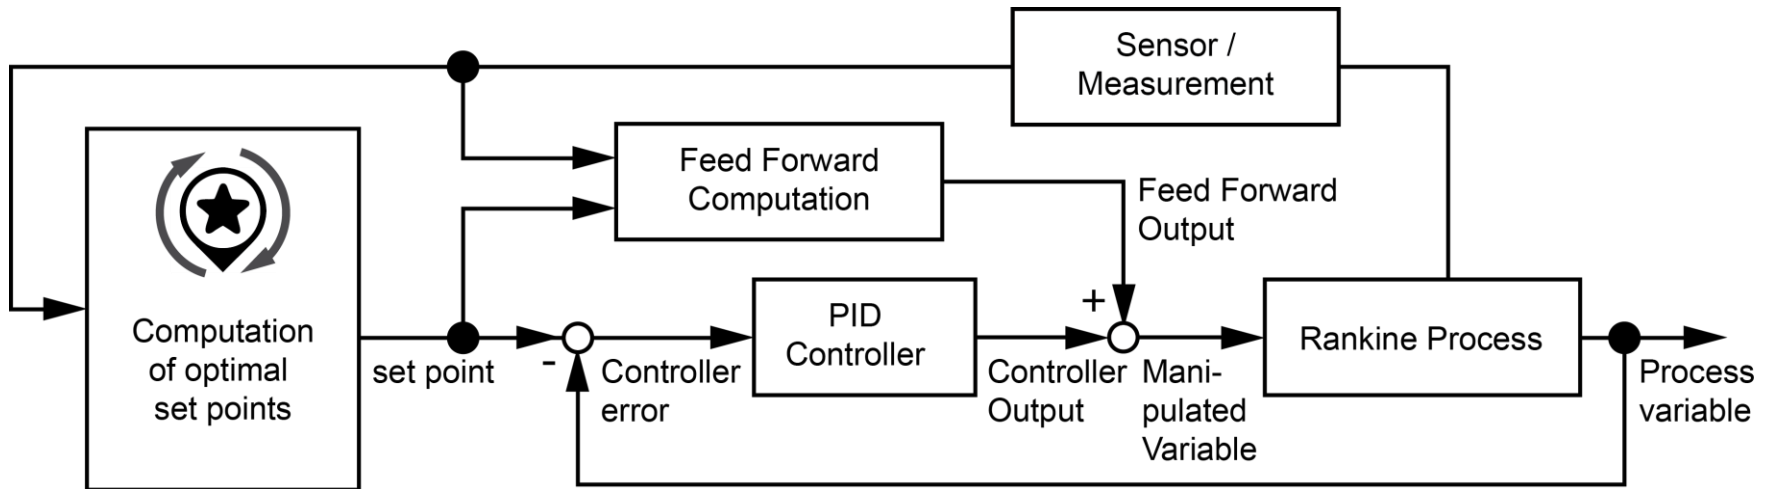 Sensor /
Measurement
Feed Forward
Computation
Feed Forward
Output
Computation
of optimal
set points
set point
-
Controller
error
PID
Controller
Controller
Output
+
Mani-
pulated
Variable
Rankine Process
Process
variable